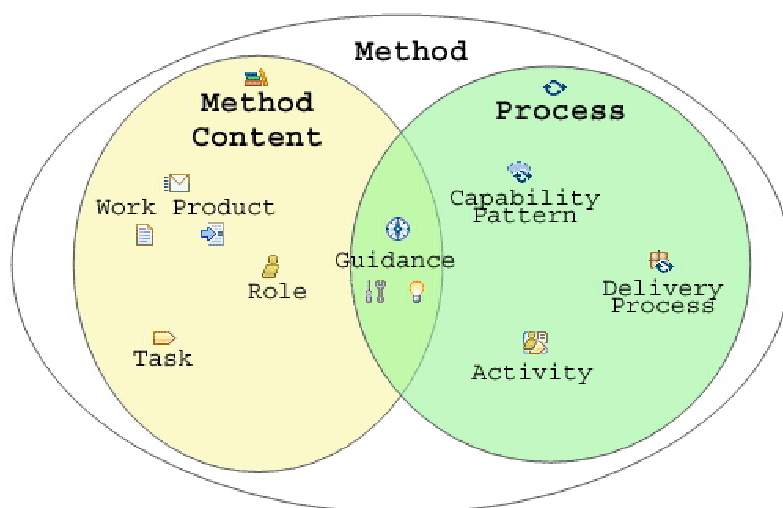 Method
Method
Content
Process
Work Product
Capability
Pattern
Guidance
Role
Delivery
Process
Task
Activity